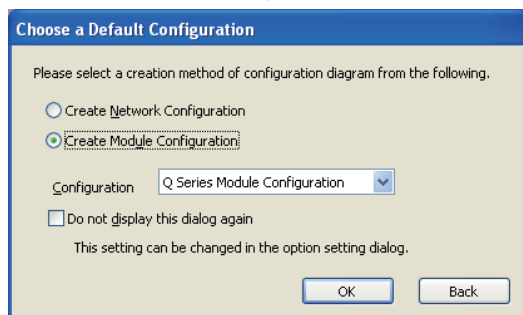 Choose a Default Configuration
Please select a creation method of configuration diagram from the following.
Create Network Configuration
Create Module Configuration
Configuration Q Series Module Configuration
Do not display this dialog again
This setting can be changed in the option setting dialog.
OK Back